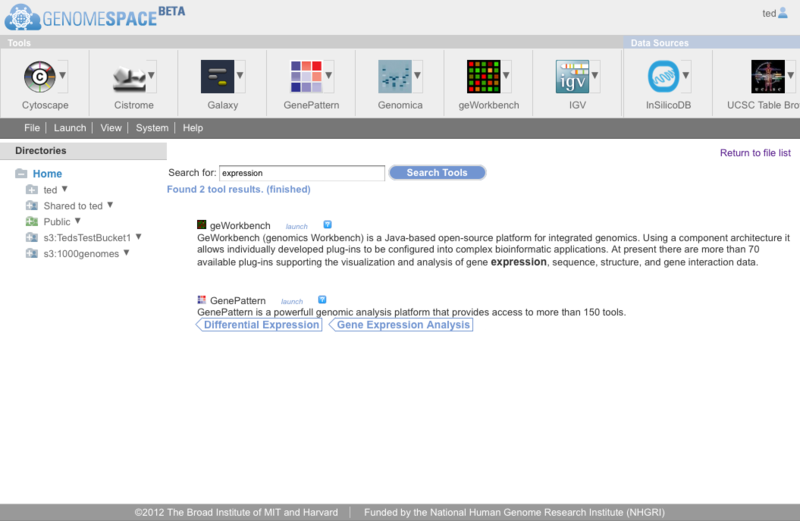 GENOMESPACE BETA
ted
Tools
Data Sources
C
igv
Cytoscape
Cistrome
Galaxy
GenePattern
Genomica
geWorkbench
IGV
InSilicoDB
UCSC Table Bro
File Launch View System Help
Directories
Return to file list
Home
ted
Shared to ted
Public
s3:TedsTestBucket1
s3:1000genomes
Search for: expression Search Tools
Found 2 tool results. (finished)
geWorkbench launch ?
GeWorkbench (genomics Workbench) is a Java-based open-source platform for integrated genomics. Using a component architecture it
allows individually developed plug-ins to be configured into complex bioinformatic applications. At present there are more than 70
available plug-ins supporting the visualization and analysis of gene expression, sequence, structure, and gene interaction data.
GenePattern launch ?
GenePattern is a powerfull genomic analysis platform that provides access to more than 150 tools.
Differential Expression Gene Expression Analysis
©2012 The Broad Institute of MIT and Harvard Funded by the National Human Genome Research Institute (NHGRI)